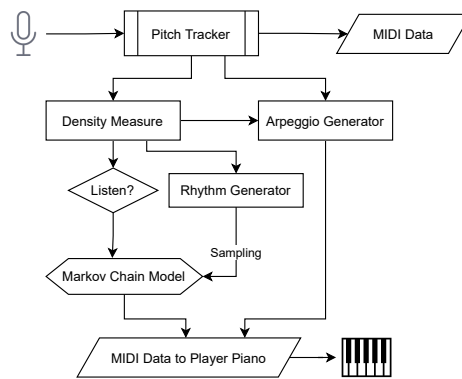 Pitch Tracker
MIDI Data
Density Measure
Arpeggio Generator
Listen?
Rhythm Generator
Sampling
Markov Chain Model
MIDI Data to Player Piano